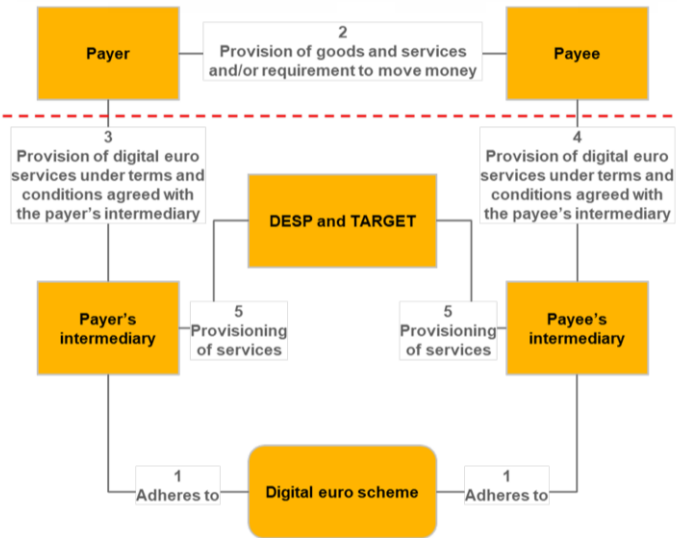 Payer
2
Provision of goods and services
and/or requirement to move money
Payee
3
Provision of digital euro
services under terms and
conditions agreed with
the payer's intermediary
4
Provision of digital euro
services under terms and
conditions agreed with
the payee's intermediary
DESP and TARGET
Payer's
intermediary
5
Provisioning
of services
5
Provisioning
of services
Payee's
intermediary
1
Adheres to
Digital euro scheme
1
Adheres to